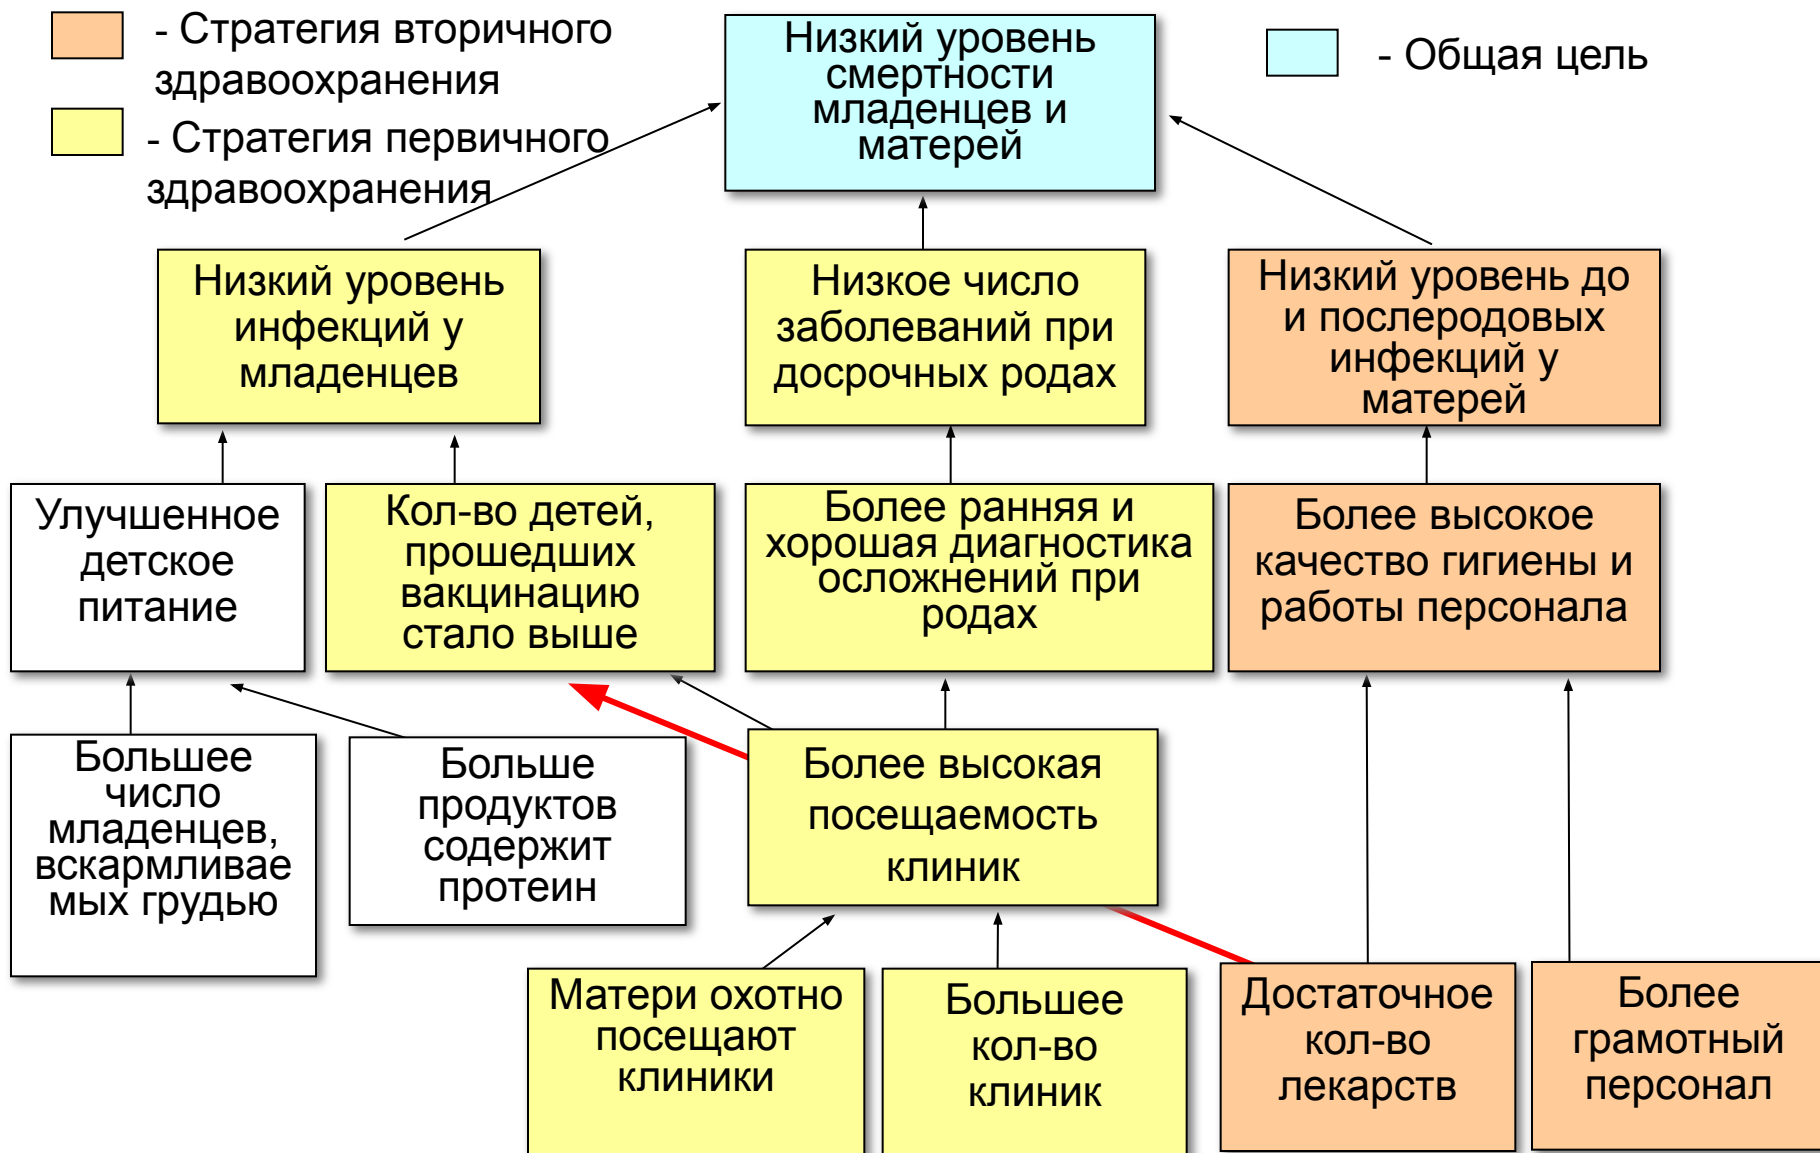 - Стратегия вторичного
здравоохранения
- Стратегия первичного
здравоохранения
Низкий уровень
смертности
младенцев и
матерей
- Общая цель
Низкий уровень
инфекций у
младенцев
Низкое число
заболеваний при
досрочных родах
Низкий уровень до
и послеродовых
инфекций у
матерей
Улучшенное
детское
питание
Кол-во детей,
прошедших
вакцинацию
стало выше
Более ранняя и
хорошая диагностика
осложнений при
родах
Более высокое
качество гигиены и
работы персонала
Большее
число
младенцев,
вскармливае
мых грудью
Больше
продуктов
содержит
протеин
Более высокая
посещаемость
клиник
Матери охотно
посещают
клиники
Большее
кол-во
клиник
Достаточное
кол-во
лекарств
Более
грамотный
персонал